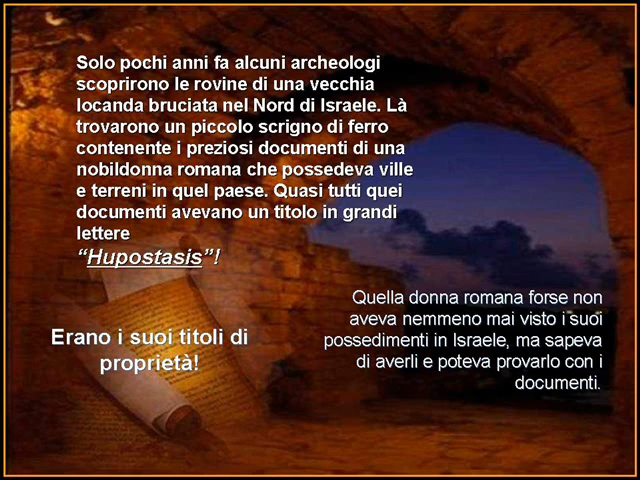 Solo pochi anni fa alcuni archeologi
scoprirono le rovine di una vecchia
locanda bruciata nel Nord di Israele. Là
trovarono un piccolo scrigno di ferro
contenente i preziosi documenti di una
nobildonna romana che possedeva ville
e terreni in quel paese. Quasi tutti quei
documenti avevano un titolo in grandi
lettere
“Hupostasis”!
Erano i suoi titoli di
proprietà!
Quella donna romana forse non
aveva nemmeno mai visto i suoi
possedimenti in Israele, ma sapeva
di averli e poteva provarlo con i
documenti.